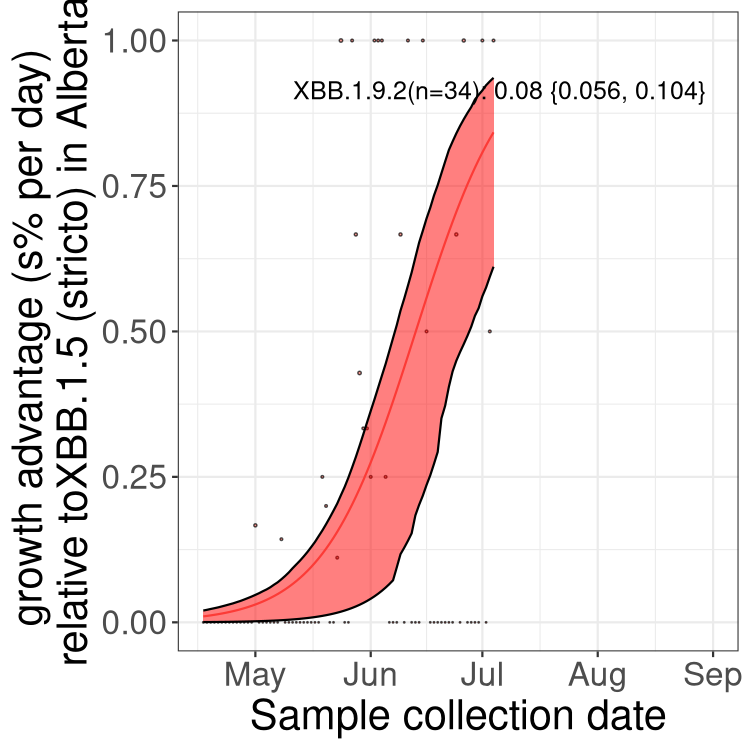 growth advantage (s% per day)
relative toXBB.1.5 (stricto) in Alberta
1.00
XBB.1.9.2(n=34): 0.08 {0.056, 0.104}
0.75
0.50
0.25
0.00
May Jun Jul Aug Sep
Sample collection date